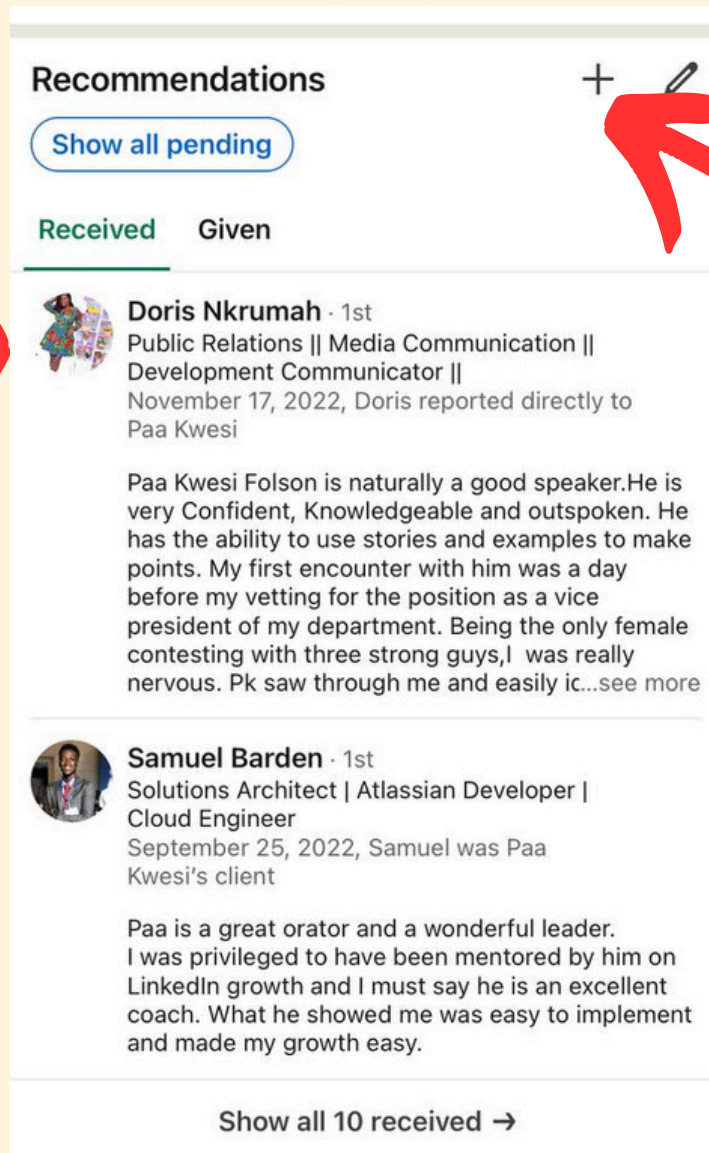 Recommendations
Show all pending
Received Given
Doris Nkrumah · 1st
Public Relations || Media Communication ||
Development Communicator ||
November 17, 2022, Doris reported directly to
Paa Kwesi
Paa Kwesi Folson is naturally a good speaker.He is
very Confident, Knowledgeable and outspoken. He
has the ability to use stories and examples to make
points. My first encounter with him was a day
before my vetting for the position as a vice
president of my department. Being the only female
contesting with three strong guys,I  was really
nervous. Pk saw through me and easily ic...see more
Samuel Barden · 1st
Solutions Architect | Atlassian Developer |
Cloud Engineer
September 25, 2022, Samuel was Paa
Kwesi's client
Paa is a great orator and a wonderful leader.
I was privileged to have been mentored by him on
LinkedIn growth and I must say he is an excellent
coach. What he showed me was easy to implement
and made my growth easy.
Show all 10 received →